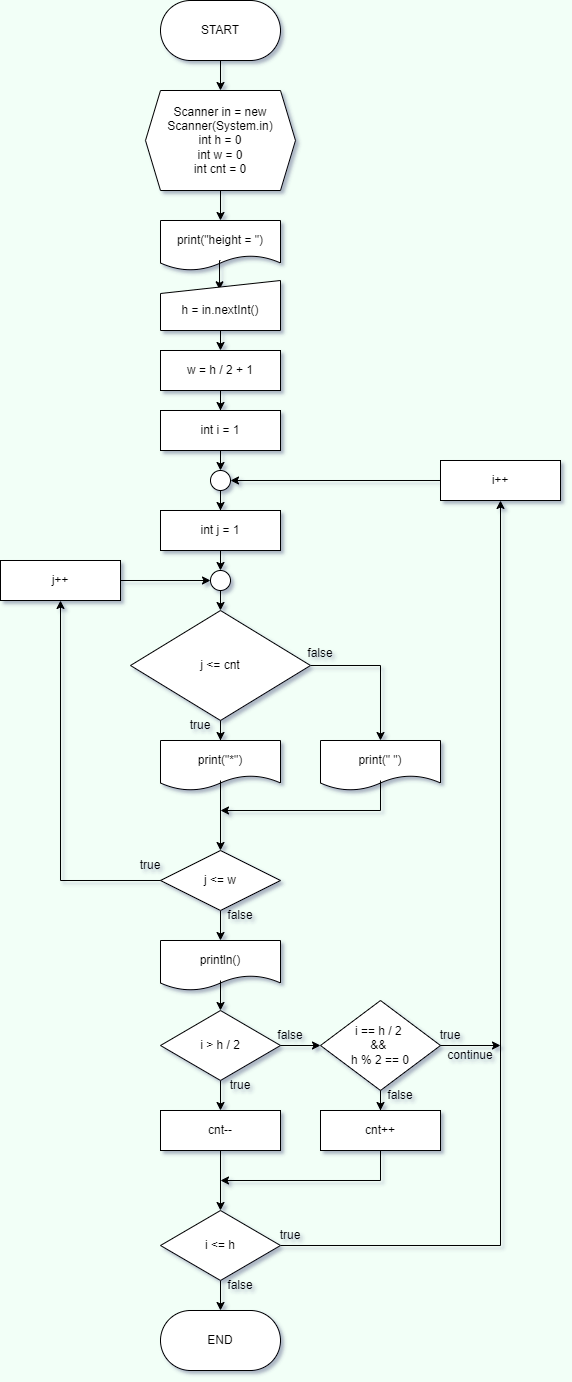 START
Scanner in = new
Scanner(System.in)
int h = 0
int w = 0
int cnt = 0
print("height = ")
h = in.nextInt()
w = h / 2 + 1
int i = 1
i++
int j = 1
j++
j <= cnt
false
true
print("*")
print(" ")
true
j <= w
false
println()
i > h / 2
false
true
i == h / 2
&&
h % 2 == 0
true
continue
false
cnt--
cnt++
i <= h
true
false
END